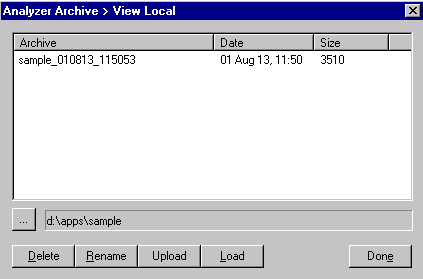 Analyzer Archive > View Local
Archive Date Size
sample_010813_115053 01 Aug 13, 11:50 3510
... d:\apps\sample
Delete Rename Upload Load Done